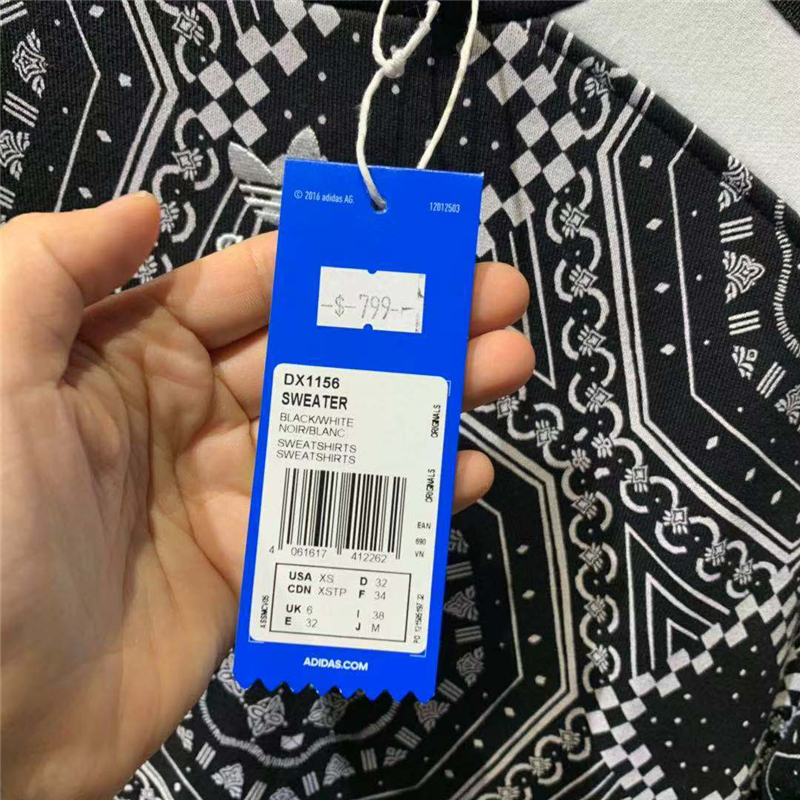 © 2016 adidas AG.
12012503
-$-799--
DX1156
SWEATER
BLACK/WHITE
NOIR/BLANC
SWEATSHIRTS
SWEATSHIRTS
ORIGINALS
ORIGINALS
EAN
690
VN
4 061617 412262
USA XS D 32
CDN XSTP F 34
UK 6 I 38
E 32 J M
ADIDAS.COM